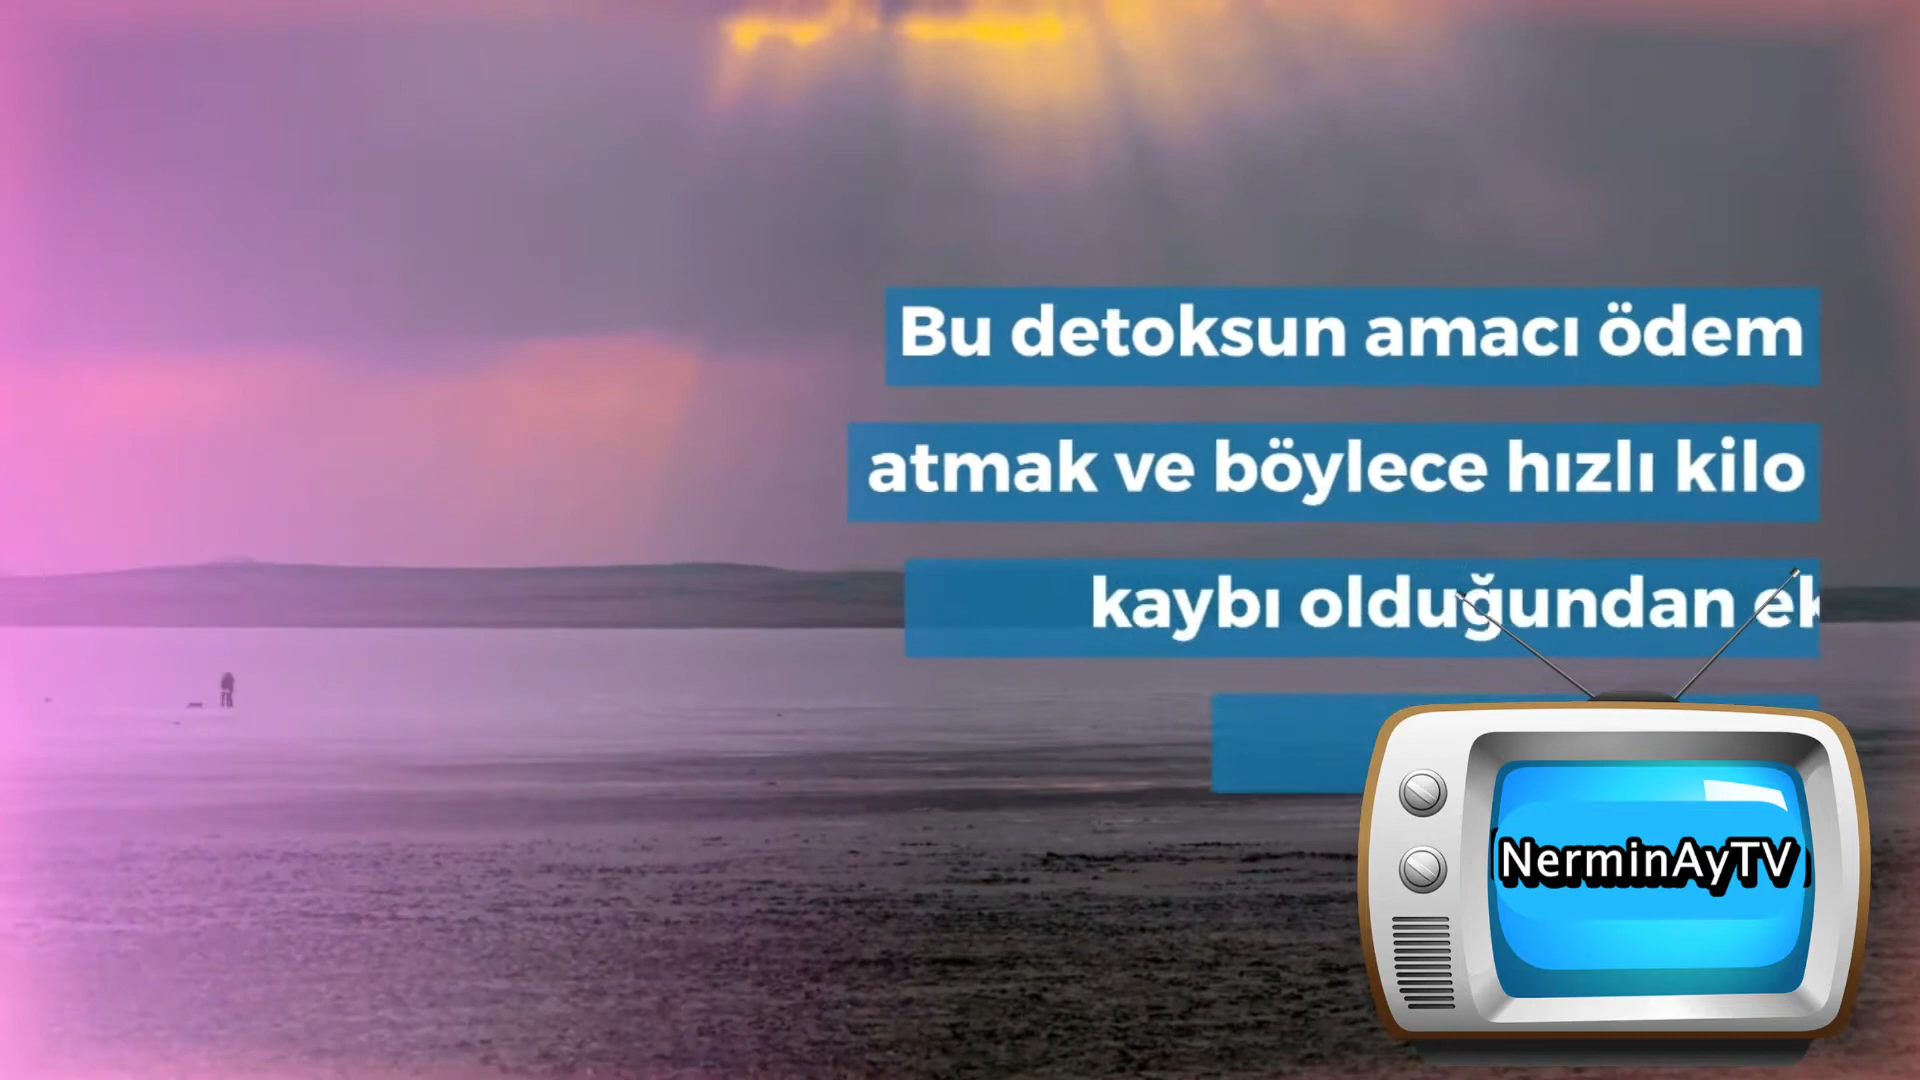 Bu detoksun amacı ödem
atmak ve böylece hızlı kilo
kaybı olduğundan
NerminAyTV